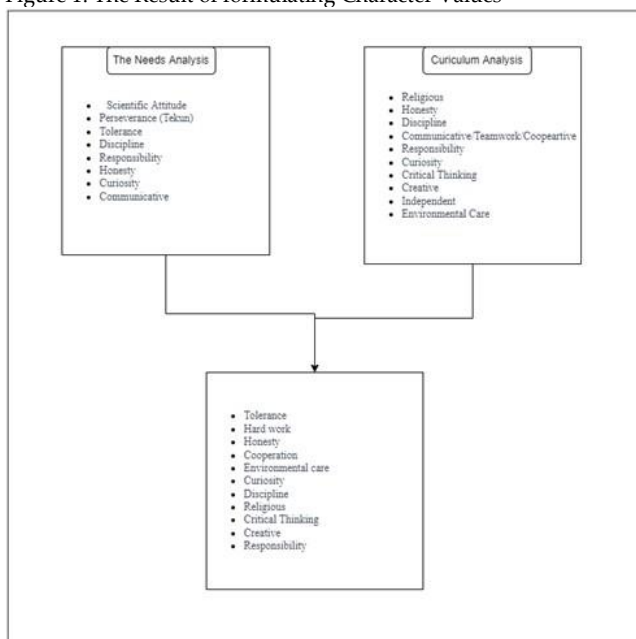 Figure 1. The Result of formulating Character Values
The Needs Analysis
Scientific Attitude
Perseverance (Tekun)
Tolerance
Discipline
Responsibility
Honesty
Curiosity
Communicative
Curiculum Analysis
Religious
Honesty
Discipline
Communicative/Teamwork/Coopeartive
Responsibility
Curiosity
Critical Thinking
Creative
Independent
Environmental Care
Tolerance
Hard work
Honesty
Cooperation
Environmental care
Curiosity
Discipline
Religious
Critical Thinking
Creative
Responsibility